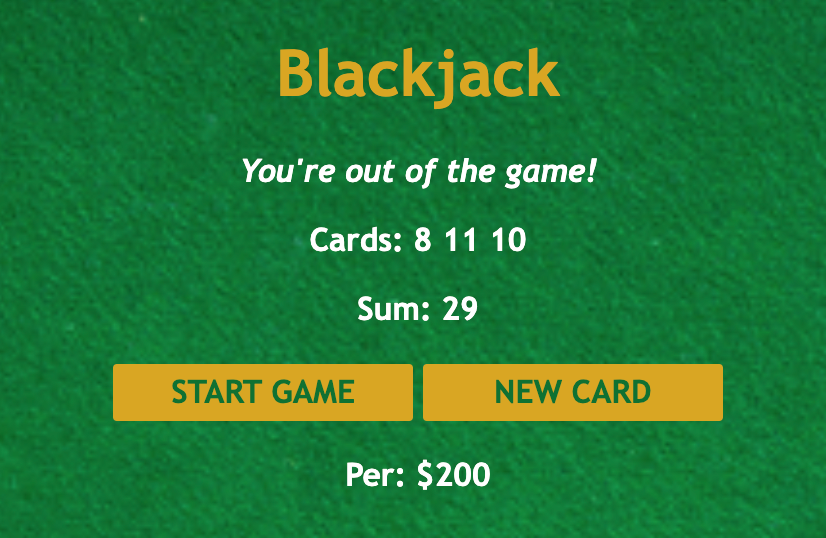 Blackjack
You're out of the game!
Cards: 8 11 10
Sum: 29
START GAME NEW CARD
Per: $200